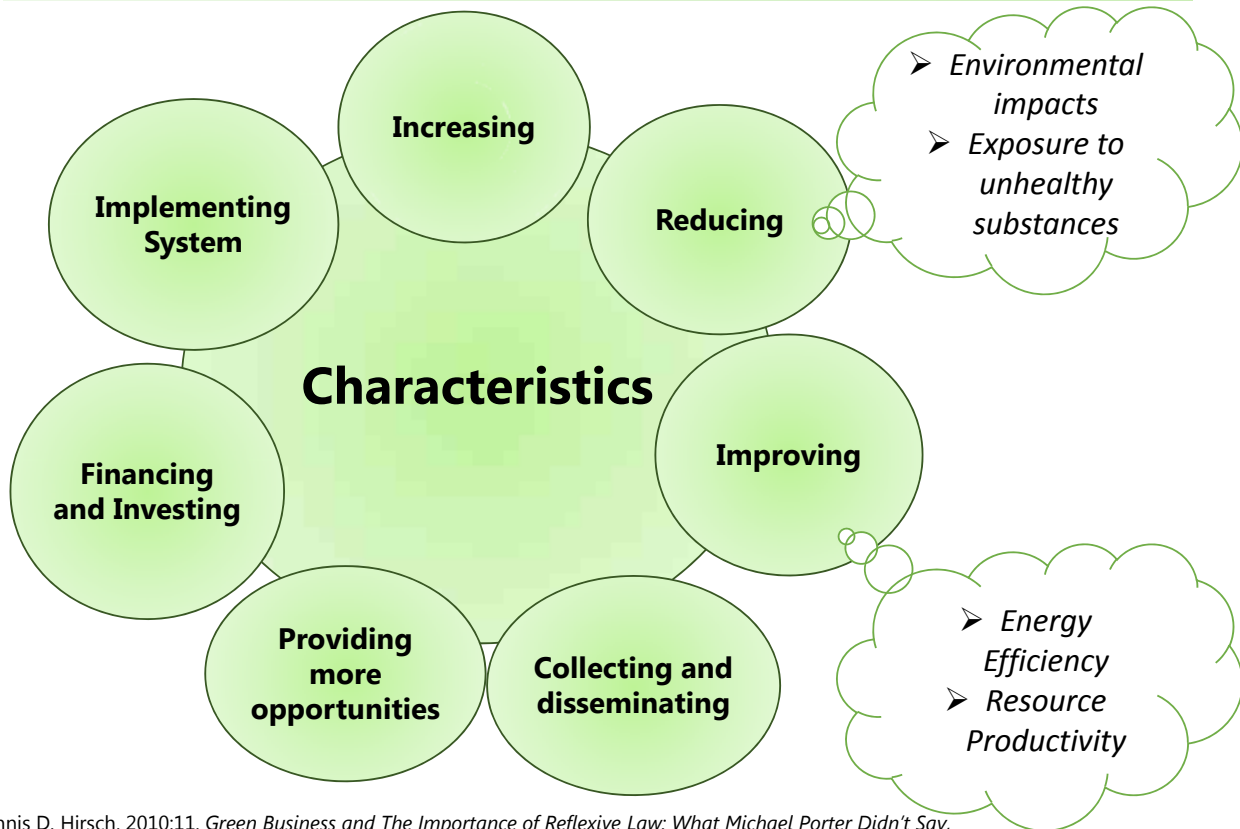 Increasing
Implementing
System
Reducing
➢ Environmental
impacts
➢ Exposure to
unhealthy
substances
Characteristics
Improving
Financing
and Investing
➢ Energy
Efficiency
➢ Resource
Productivity
Providing
more
opportunities
Collecting and
disseminating
D. Hirsch, 2010:11. Green Business and The Importance of Reflexive Law: What Michael Porter Didn't Say.